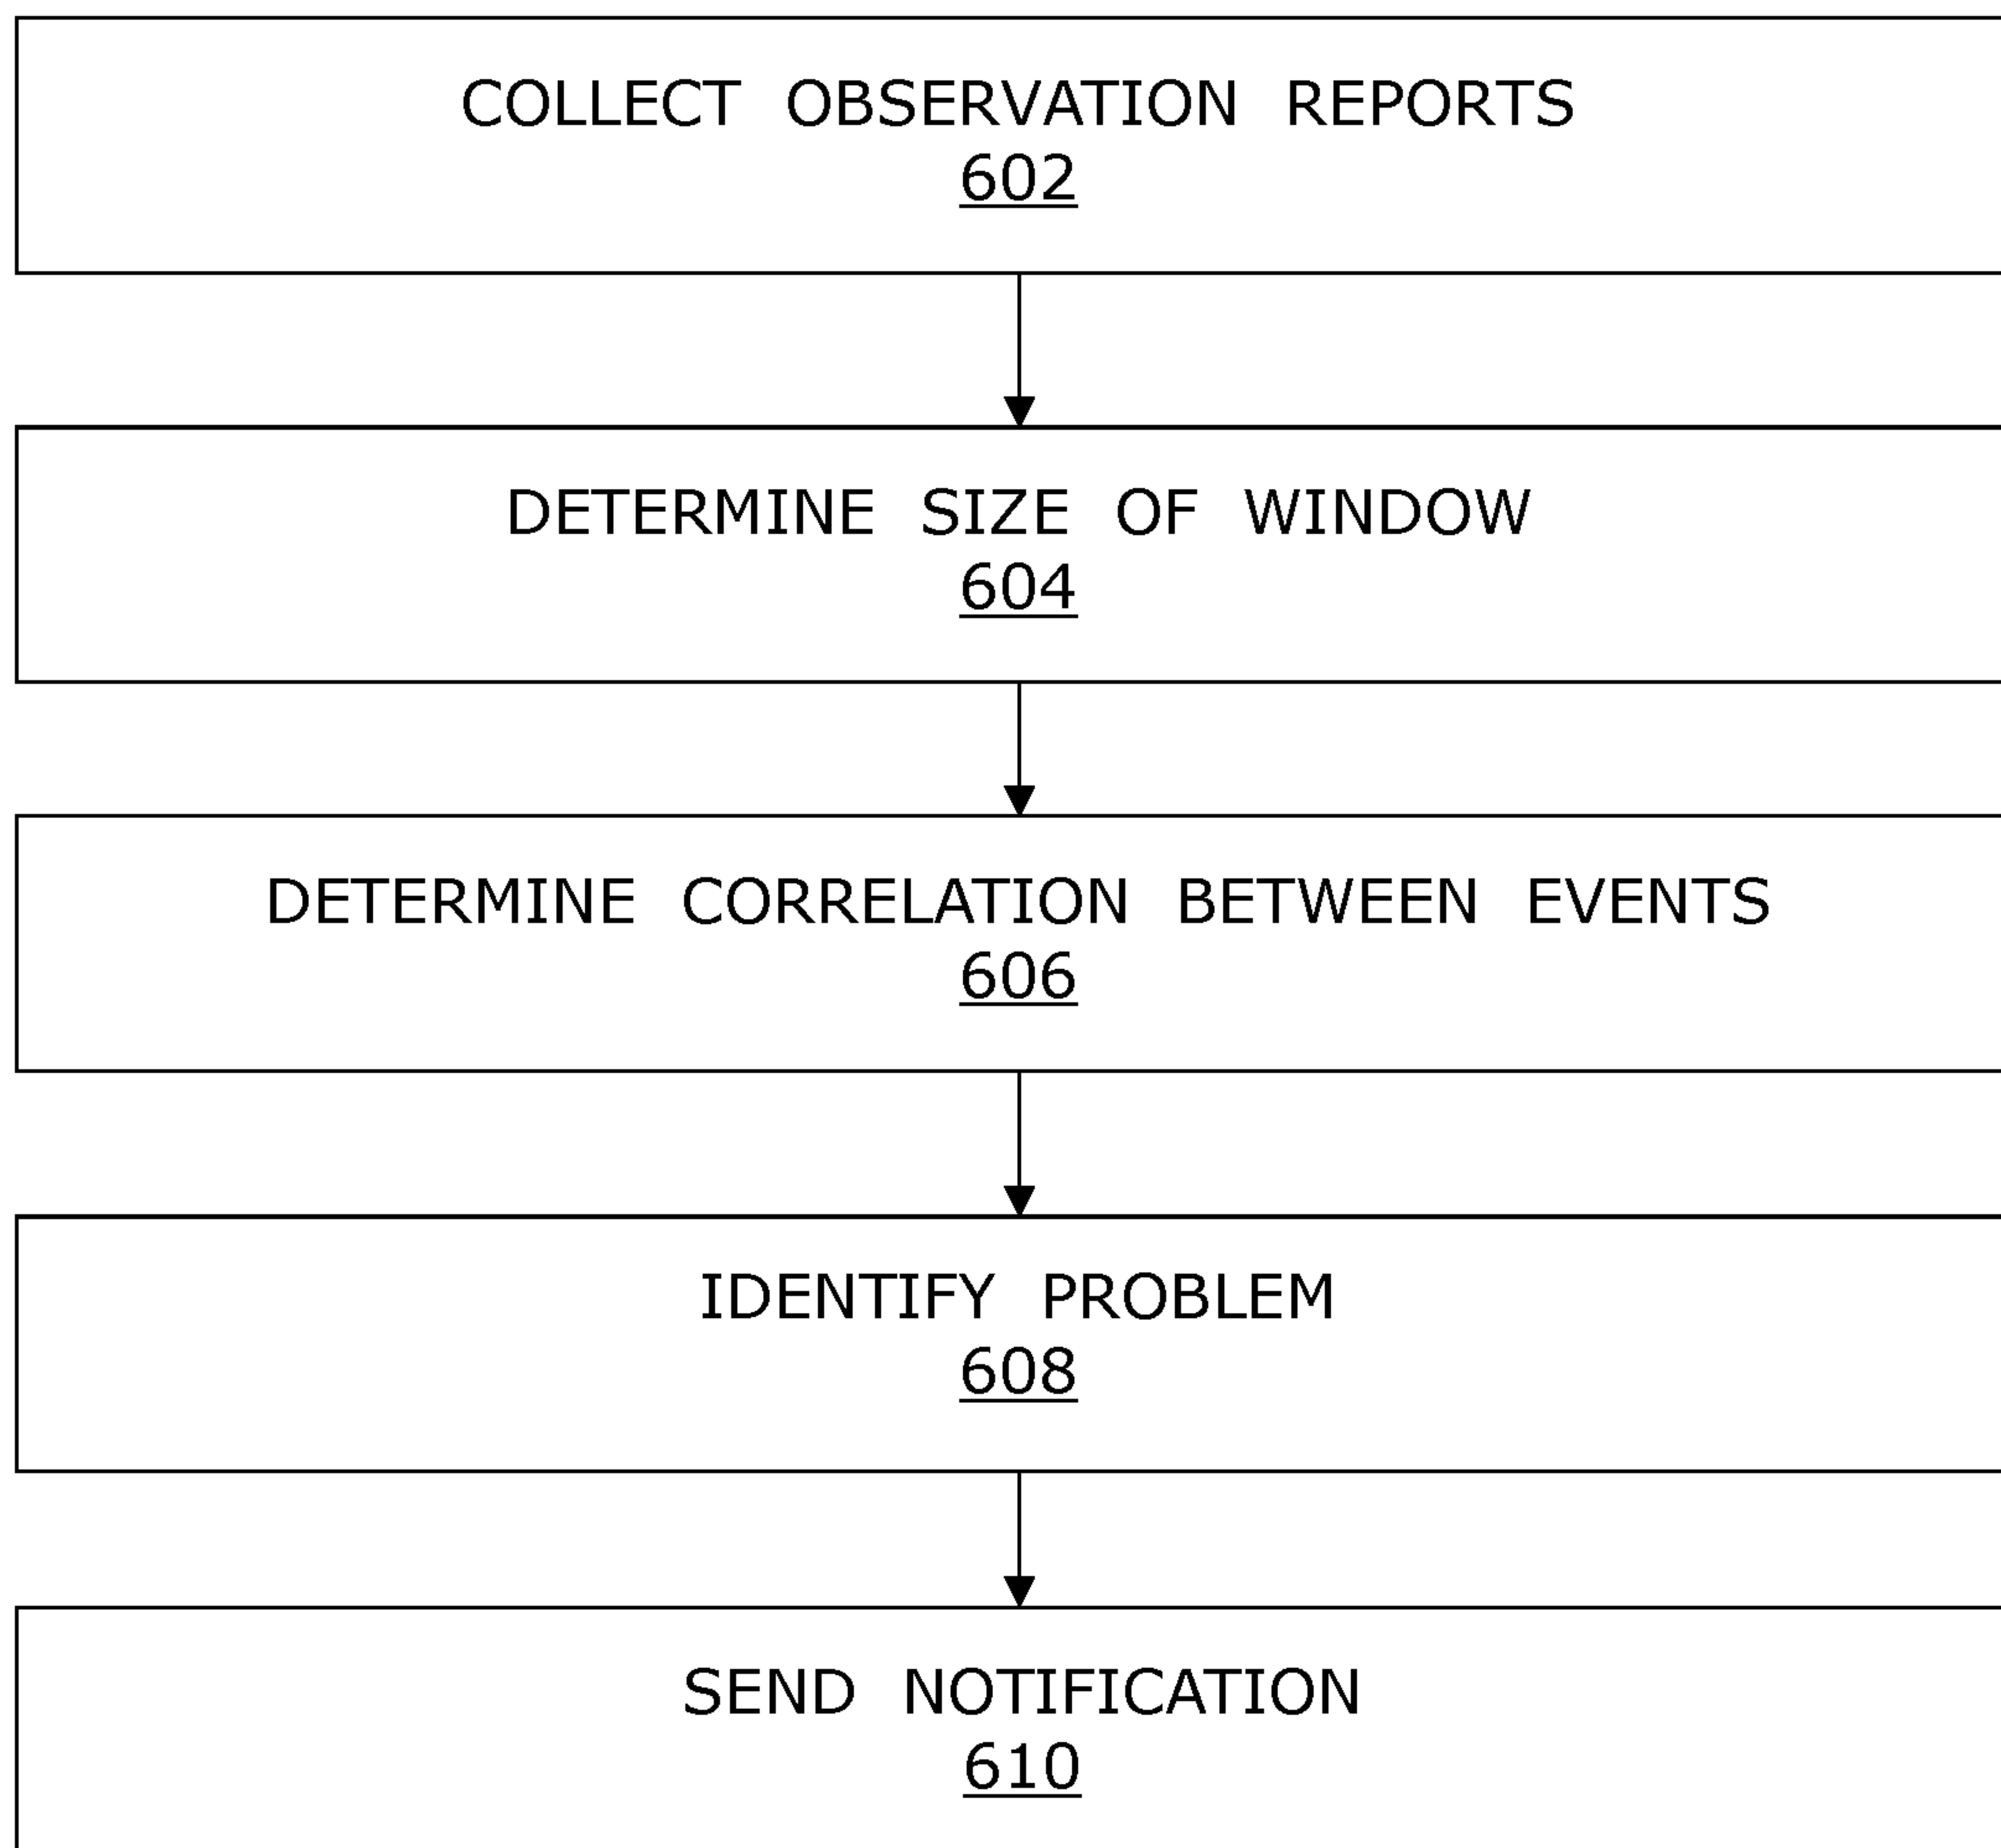 COLLECT OBSERVATION REPORTS
602
DETERMINE SIZE OF WINDOW
604
DETERMINE CORRELATION BETWEEN EVENTS
606
IDENTIFY PROBLEM
608
SEND NOTIFICATION
610